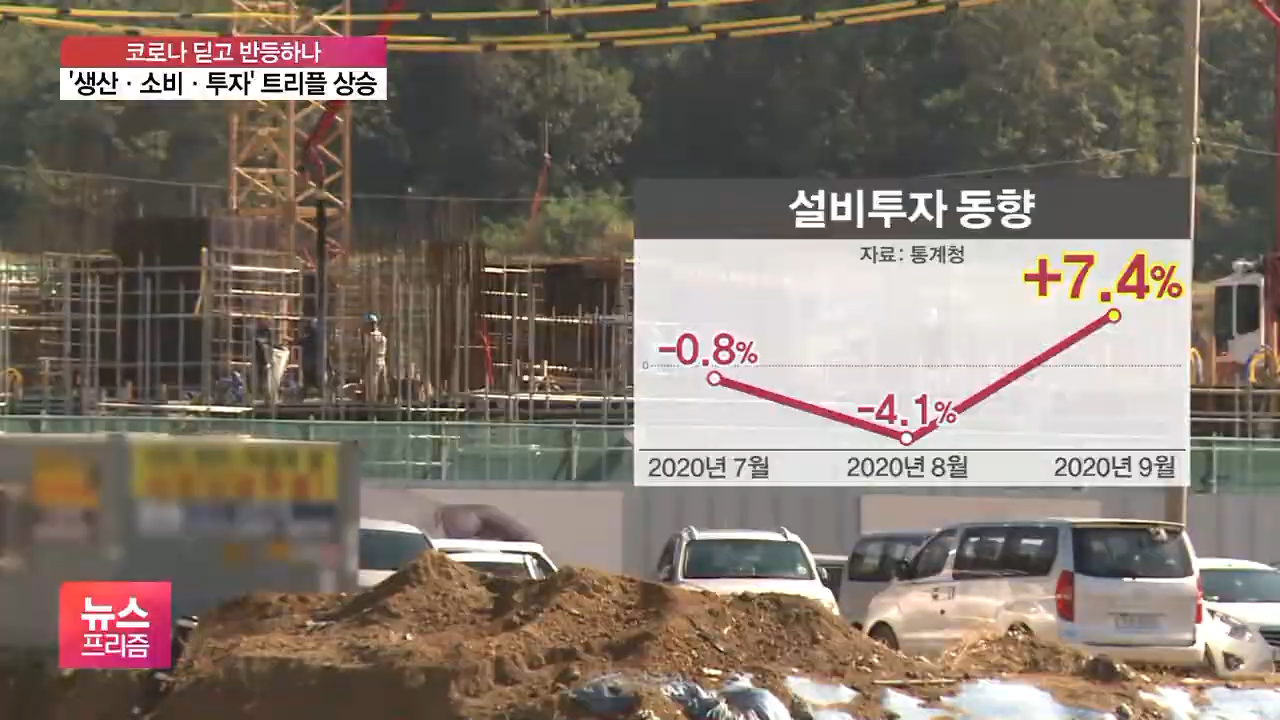 코로나 딛고 반등하나
'생산·소비·투자' 트리플 상승
설비투자 동향
자료: 통계청
+7.4%
-0.8%
0
-4.1%
2020년 7월
2020년 8월
2020년 9월
뉴스
프리즘